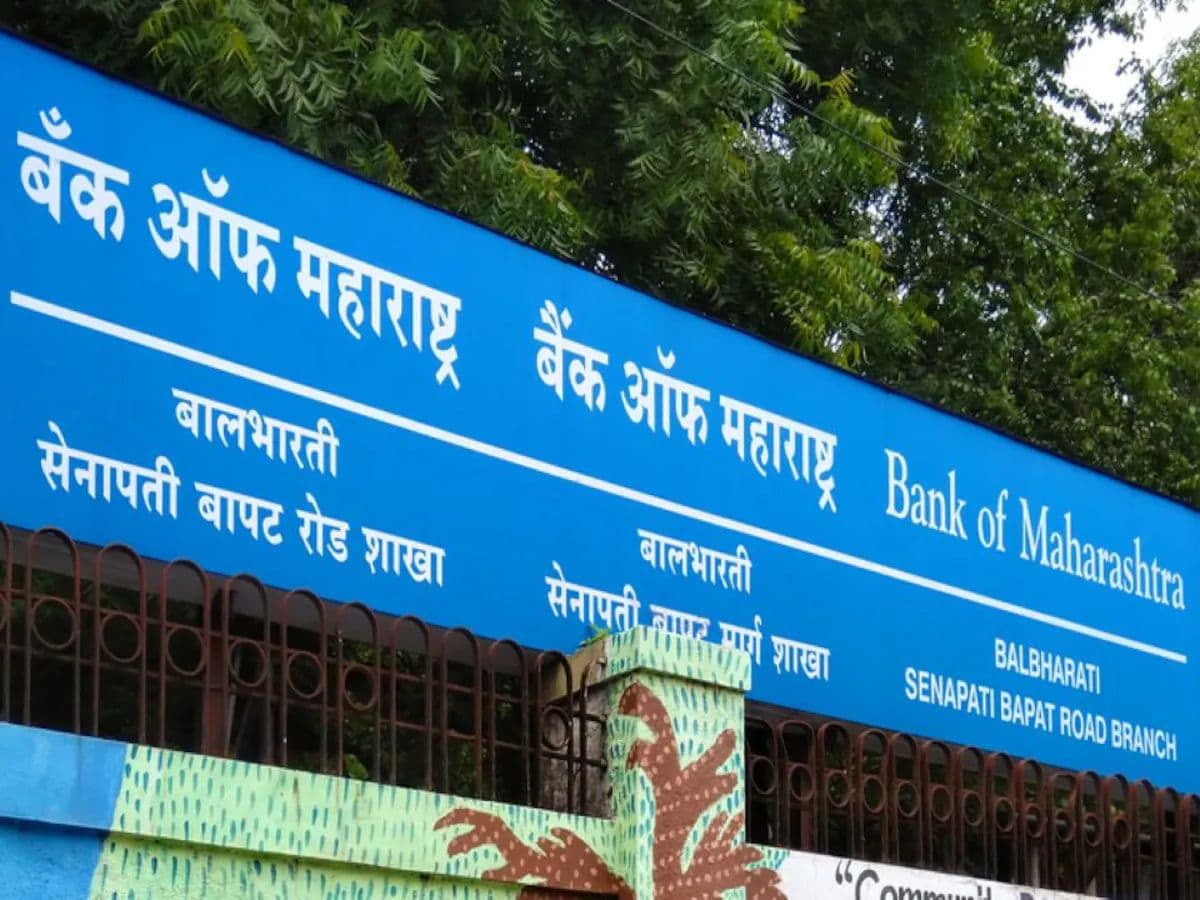 बँक ऑफ महाराष्ट्र
बालभारती
सेनापती बापट रोड शाखा
बैंक ऑफ महाराष्ट्र
बालभारती
सेनापती बापट मार्ग शाखा
Bank of Maharashtra
BALBHARATI
SENAPATI BAPAT ROAD BRANCH